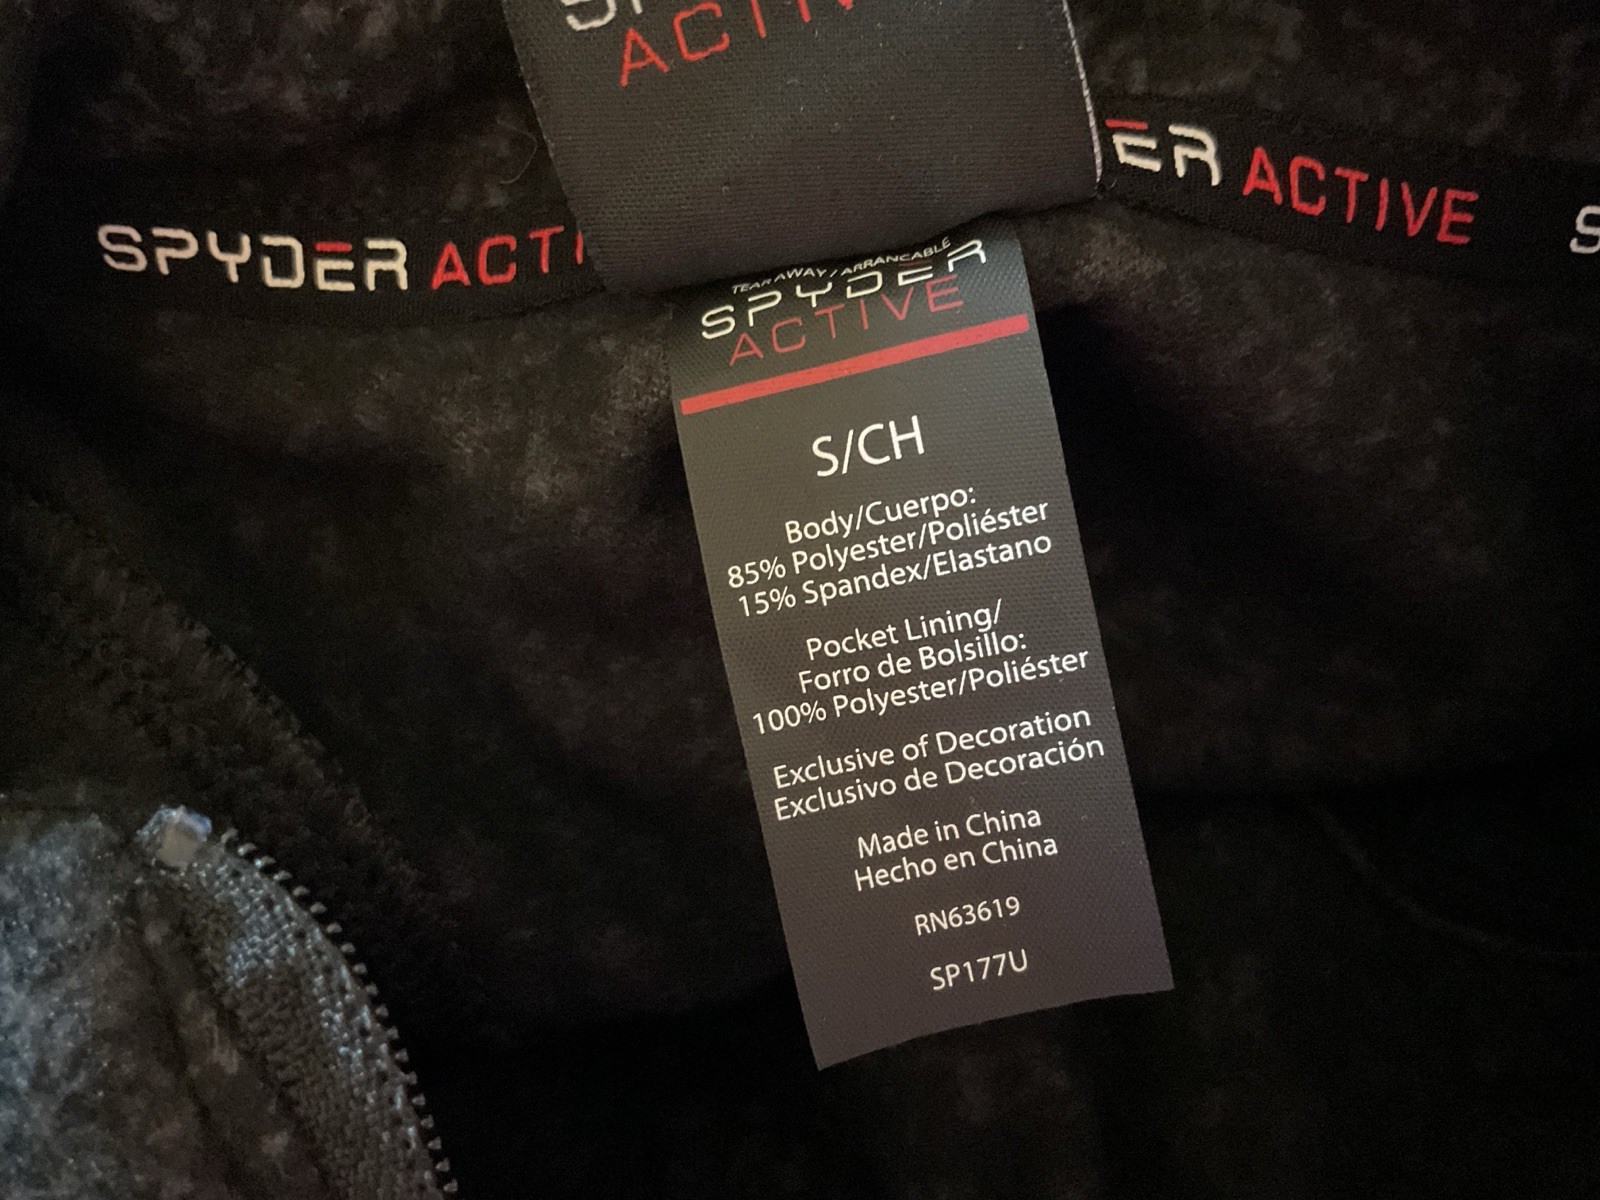 ACTIV
SPYDER ACTI
ER ACTIVE
S
TEAR AWAY / ARRANCABLE
SPYDER
ACTIVE
S/CH
Body/Cuerpo:
85% Polyester/Poliéster
15% Spandex/Elastano
Pocket Lining/
Forro de Bolsillo:
100% Polyester/Poliéster
Exclusive of Decoration
Exclusivo de Decoración
Made in China
Hecho en China
RN63619
SP177U